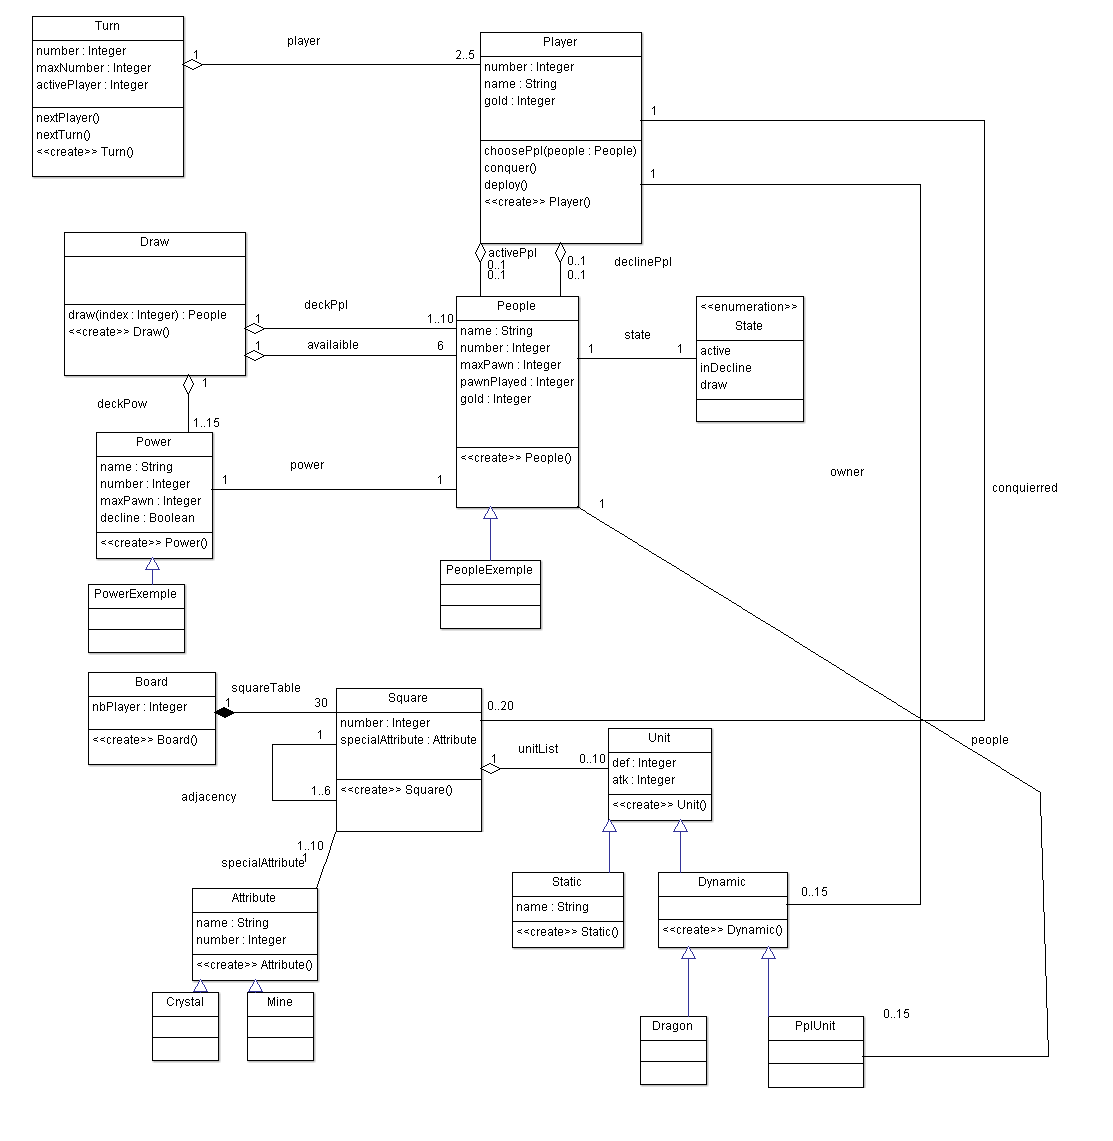 Turn
number : Integer
maxNumber : Integer
activePlayer : Integer
nextPlayer()
nextTurn()
<<create>> Turn()
1
player
2..5
Player
number : Integer
name : String
gold : Integer
choosePpl(people : People)
conquer()
deploy()
<<create>> Player()
1
1
activePpl
0..1
0..1
0..1
0..1
declinePpl
Draw
draw(index : Integer) : People
<<create>> Draw()
1
deckPpl
1..10
1
availaible
6
1
deckPow
1..15
People
name : String
number : Integer
maxPawn : Integer
pawnPlayed : Integer
gold : Integer
<<create>> People()
1
state
1
<<enumeration>>
State
active
inDecline
draw
Power
name : String
number : Integer
maxPawn : Integer
decline : Boolean
<<create>> Power()
1
power
1
owner
conquierred
1
PeopleExemple
PowerExemple
Board
nbPlayer : Integer
<<create>> Board()
squareTable
1
30
Square
number : Integer
specialAttribute : Attribute
<<create>> Square()
0..20
1
adjacency
1..6
1
unitList
0..10
people
Unit
def : Integer
atk : Integer
<<create>> Unit()
1..10
specialAttribute
1
Attribute
name : String
number : Integer
<<create>> Attribute()
Static
name : String
<<create>> Static()
Dynamic
<<create>> Dynamic()
0..15
Crystal
Mine
Dragon
PplUnit
0..15